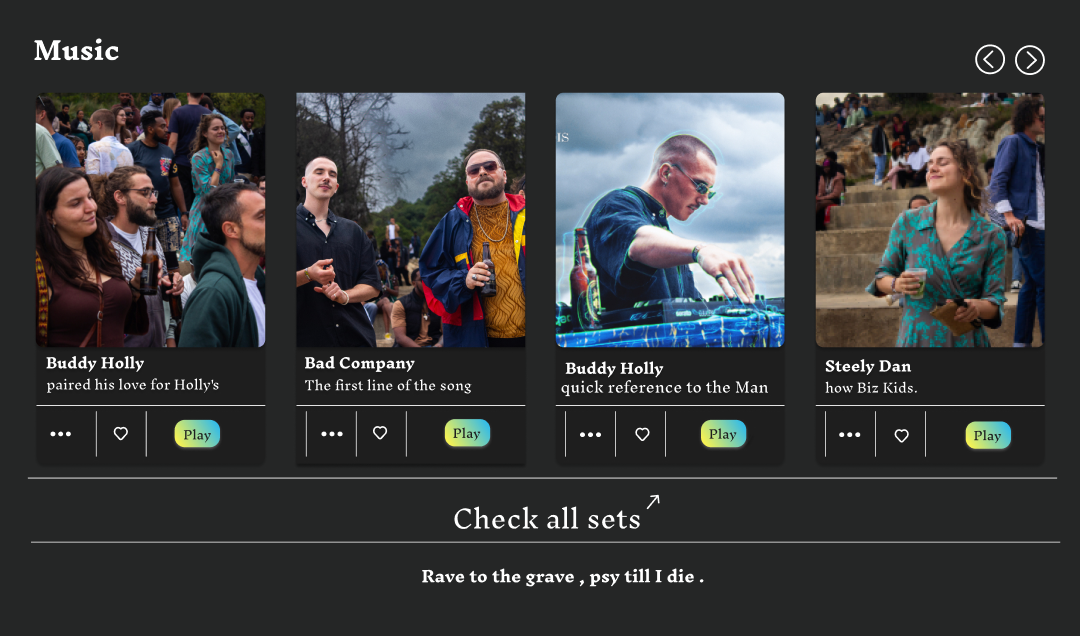 Music
IS
Buddy Holly
paired his love for Holly's
Play
Bad Company
The first line of the song
Play
Buddy Holly
quick reference to the Man
Play
Steely Dan
how Biz Kids.
Play
Check all sets
Rave to the grave , psy till I die .